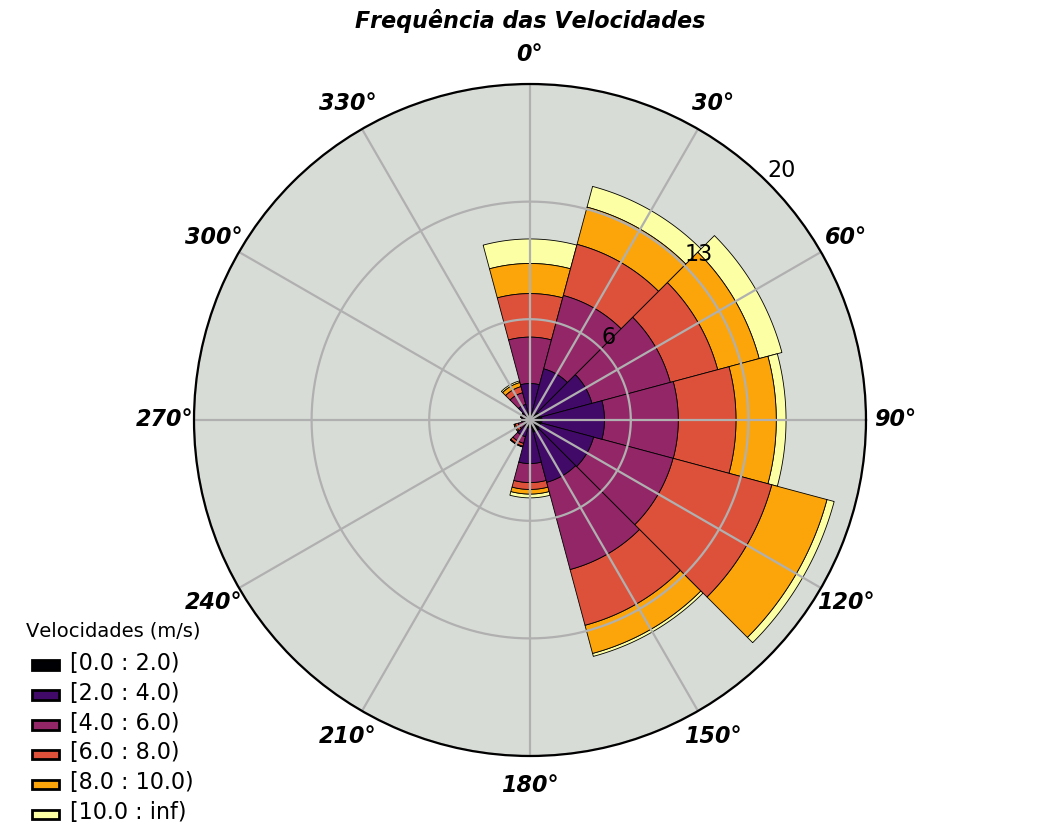 Frequência das Velocidades
0°
330°
30°
20
300°
60°
13
6
270°
90°
240°
120°
210°
150°
180°
Velocidades (m/s)
[0.0 : 2.0)
[2.0 : 4.0)
[4.0 : 6.0)
[6.0 : 8.0)
[8.0 : 10.0)
[10.0 : inf)